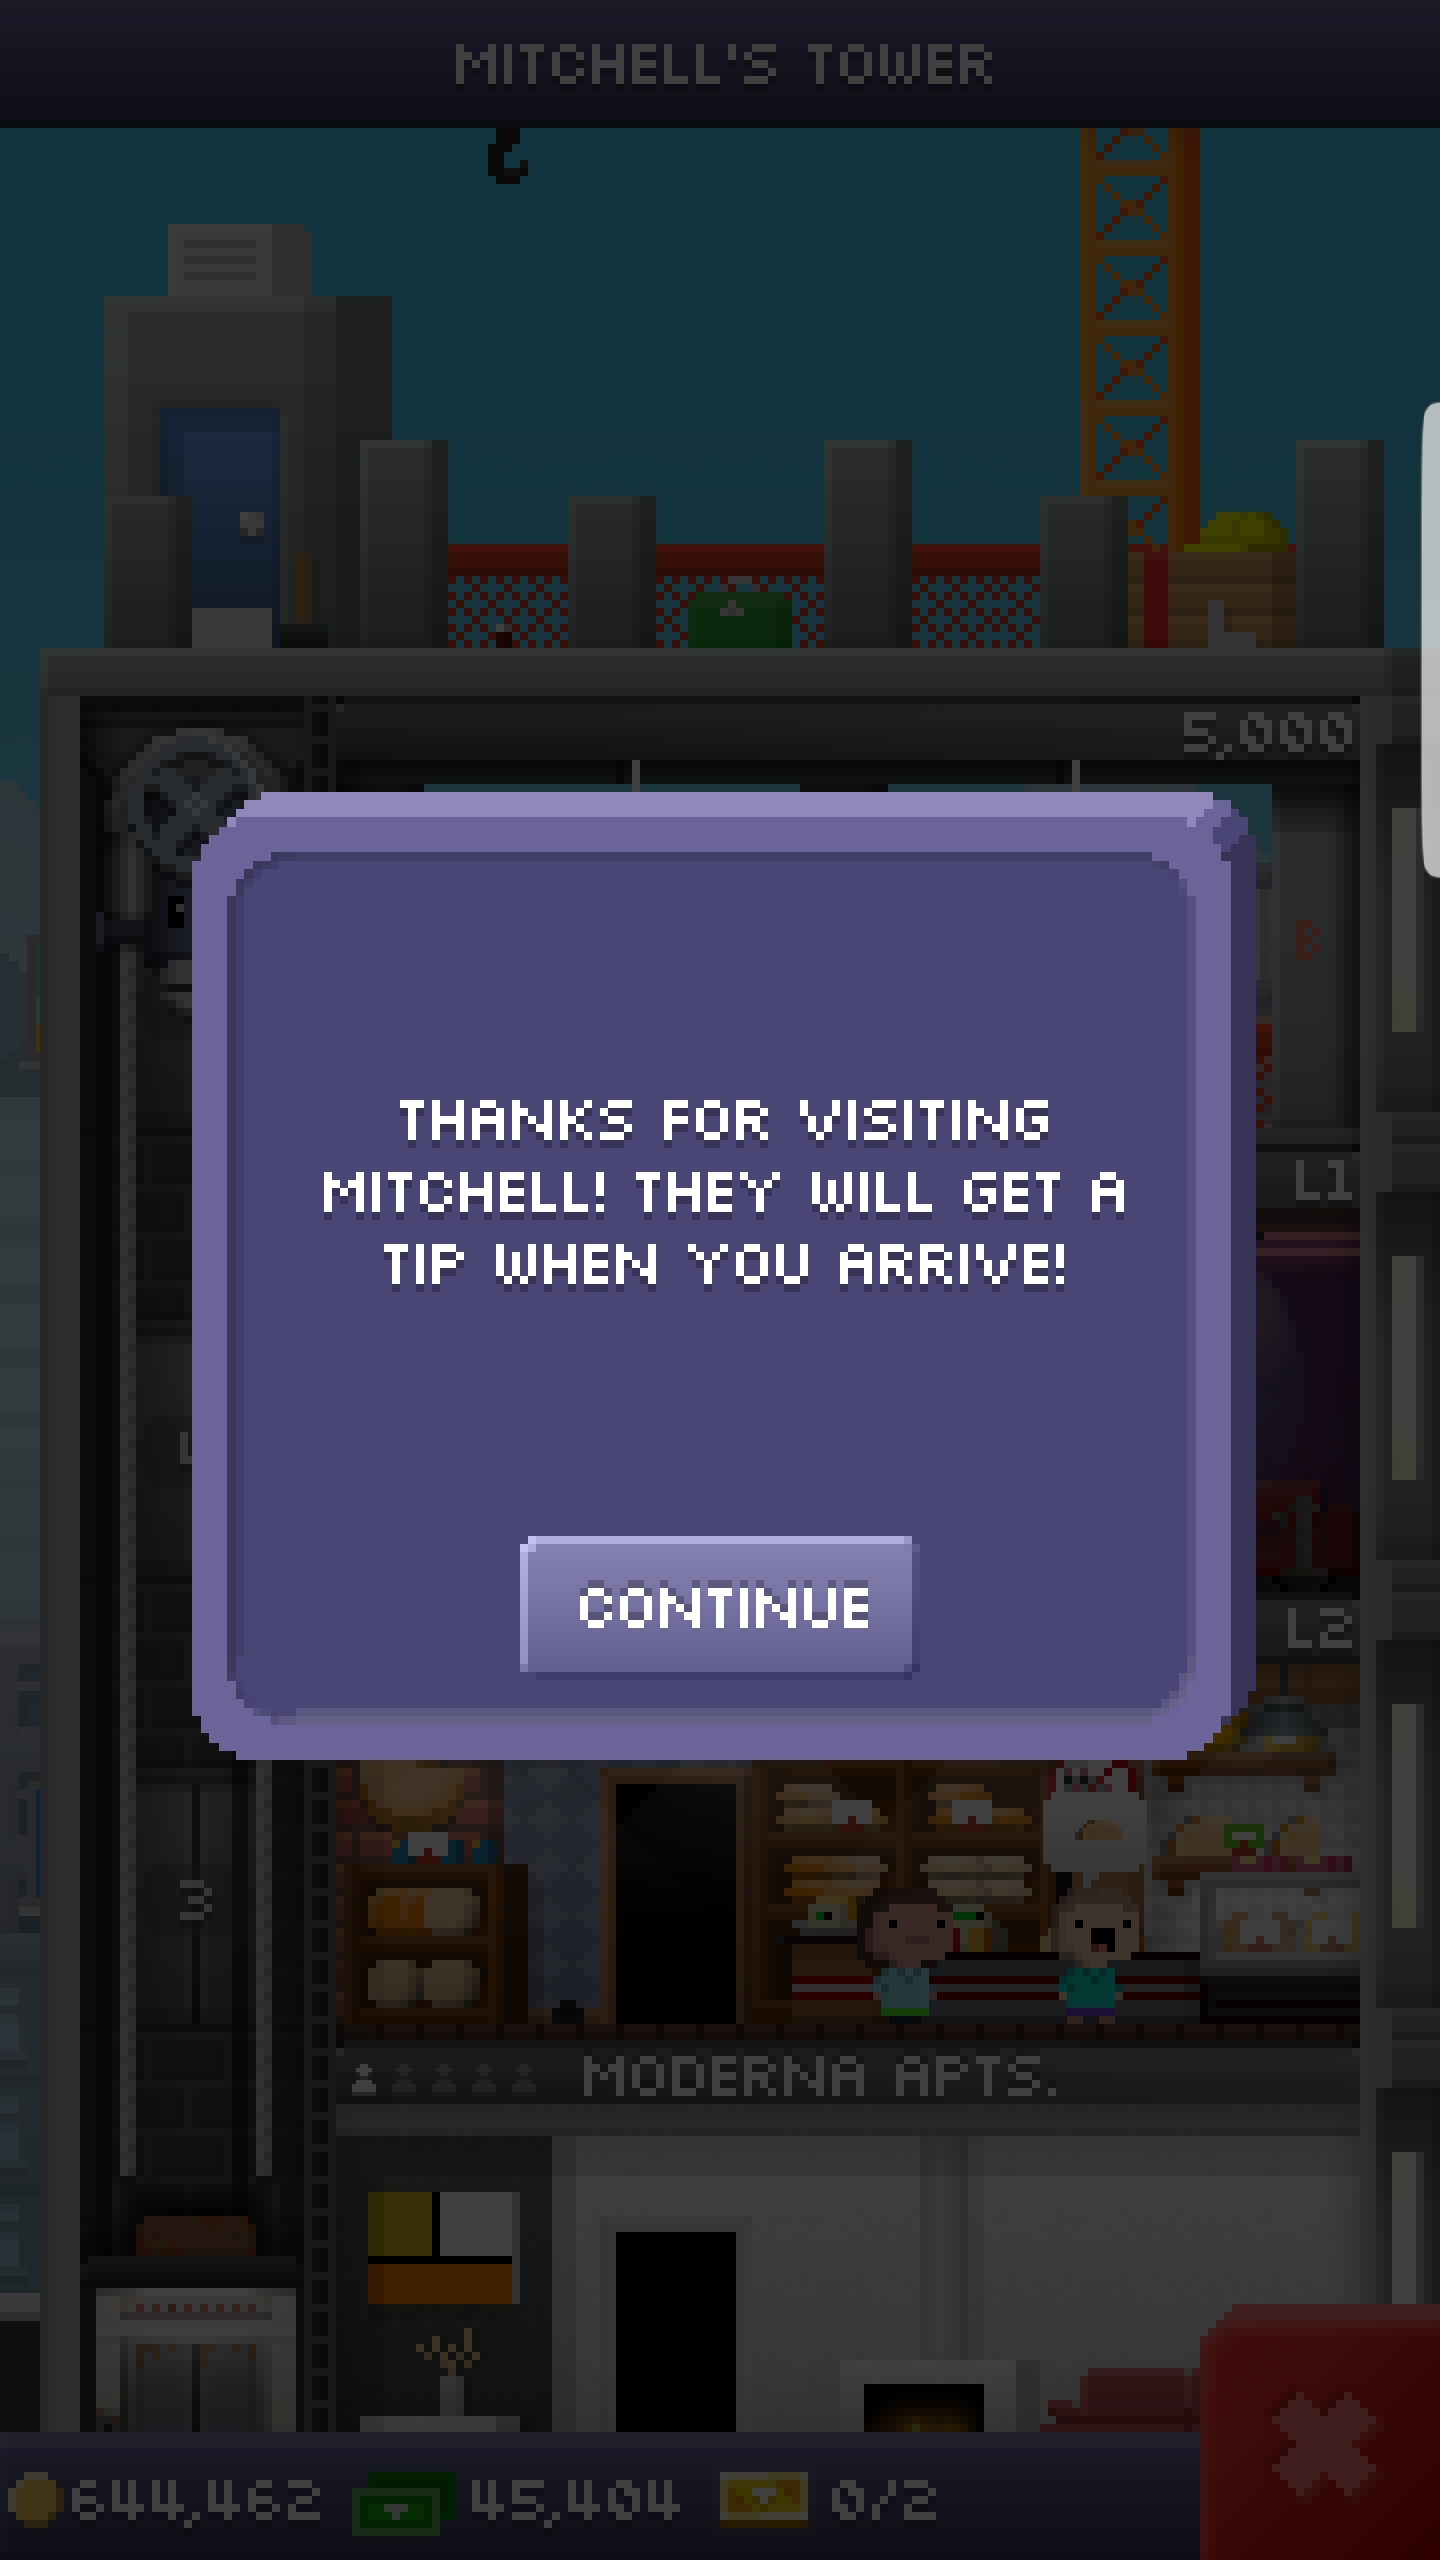 MITCHELL'S TOWER
5,000
B
L1
THANKS FOR VISITING
MITCHELL! THEY WILL GET A
TIP WHEN YOU ARRIVE!
CONTINUE
L2
3
MODERNA APTS.
644,462 45,404 0/2